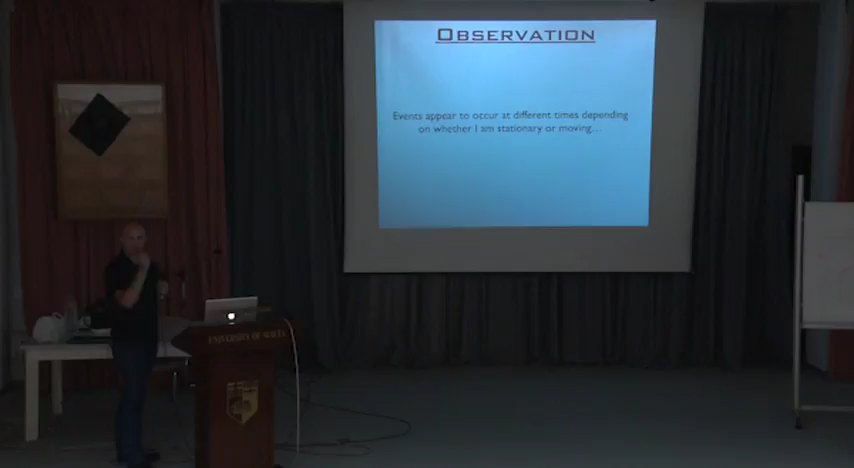 OBSERVATION
Events appear to occur at different times depending
on whether I am stationary or moving...
UNIVERSITY OF MALTA